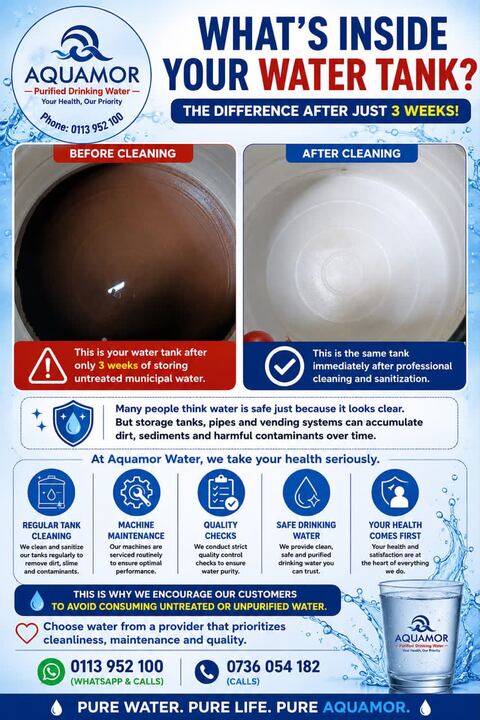 AQUAMOR
Purified Drinking Water
Your Health, Our Priority
Phone: 0113 952 100
WHAT'S INSIDE
YOUR WATER TANK?
THE DIFFERENCE AFTER JUST 3 WEEKS!
BEFORE CLEANING
AFTER CLEANING
This is your water tank after
only 3 weeks of storing
untreated municipal water.
This is the same tank
immediately after professional
cleaning and sanitization.
Many people think water is safe just because it looks clear.
But storage tanks, pipes and vending systems can accumulate
dirt, sediments and harmful contaminants over time.
At Aquamor Water, we take your health seriously.
REGULAR TANK
CLEANING
We clean and sanitize
our tanks regularly to
remove dirt, slime
and contaminants.
MACHINE
MAINTENANCE
Our machines are
serviced routinely
to ensure optimal
performance.
QUALITY
CHECKS
We conduct strict
quality control
checks to ensure
water purity.
SAFE DRINKING
WATER
We provide clean,
safe and purified
drinking water you
can trust.
YOUR HEALTH
COMES FIRST
Your health and
satisfaction are at
the heart of everything
we do.
THIS IS WHY WE ENCOURAGE OUR CUSTOMERS
TO AVOID CONSUMING UNTREATED OR UNPURIFIED WATER.
Choose water from a provider that prioritizes
cleanliness, maintenance and quality.
AQUAMOR
Purified Drinking Water
Your Health, Our Priority
0113 952 100
(WHATSAPP & CALLS)
0736 054 182
(CALLS)
PURE WATER. PURE LIFE. PURE AQUAMOR.